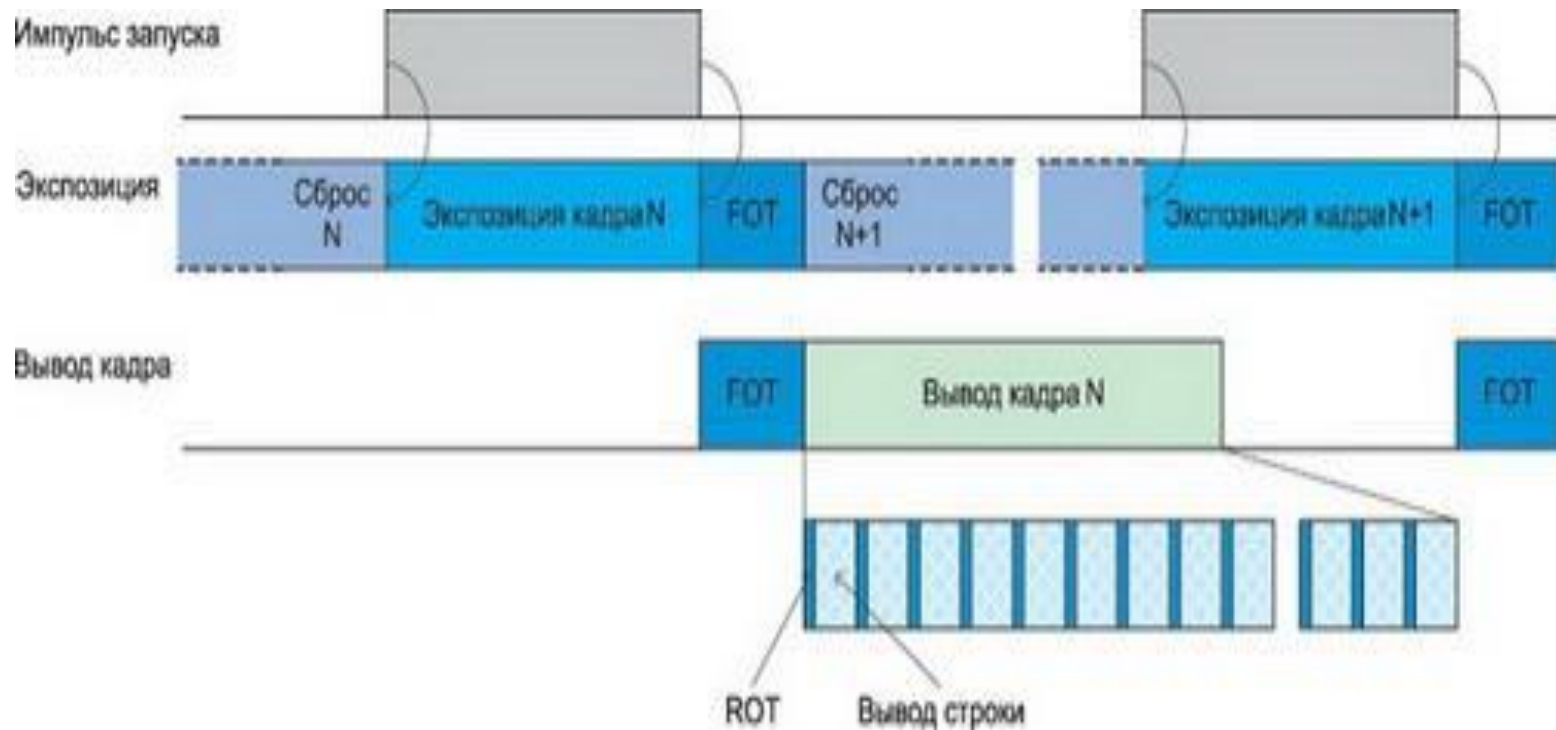 Импульс запуска
Экспозиция
Сброс
N
Экспозиция кадра N
FOT
Сброс
N+1
Экспозиция кадра N+1
FOT
Вывод кадра
FOT
Вывод кадра N
FOT
ROT
Вывод строки